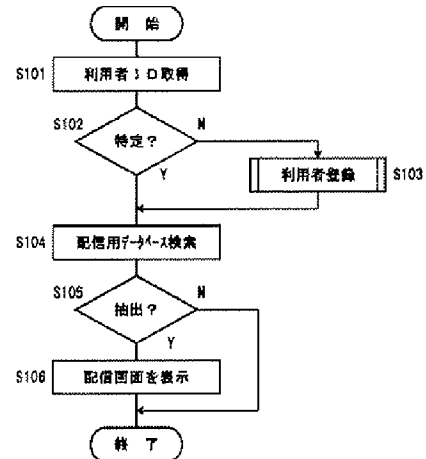 開 始
S101 利用者ID取得
S102 特定？ N
Y
利用者登録 S103
S104 配信用データベース検索
S105 抽出？ N
Y
S106 配信画面を表示
終 了